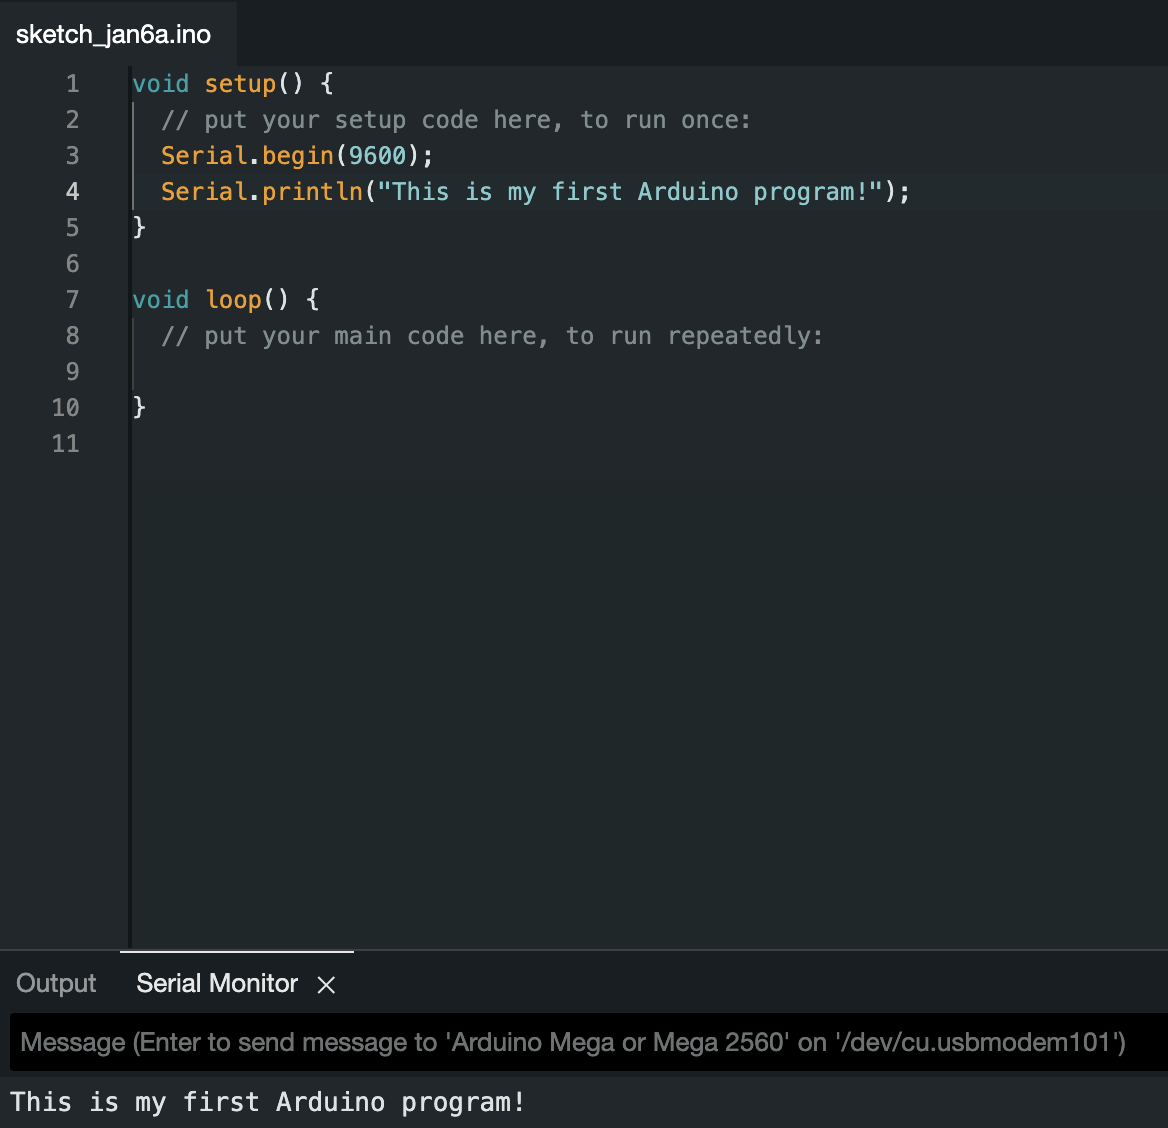 sketch_jan6a.ino
1 void setup() {
2 // put your setup code here, to run once:
3 Serial.begin(9600);
4 Serial.println("This is my first Arduino program!");
5 }
6
7 void loop() {
8 // put your main code here, to run repeatedly:
9
10 }
11
Output Serial Monitor
Message (Enter to send message to 'Arduino Mega or Mega 2560' on '/dev/cu.usbmodem101')
This is my first Arduino program!